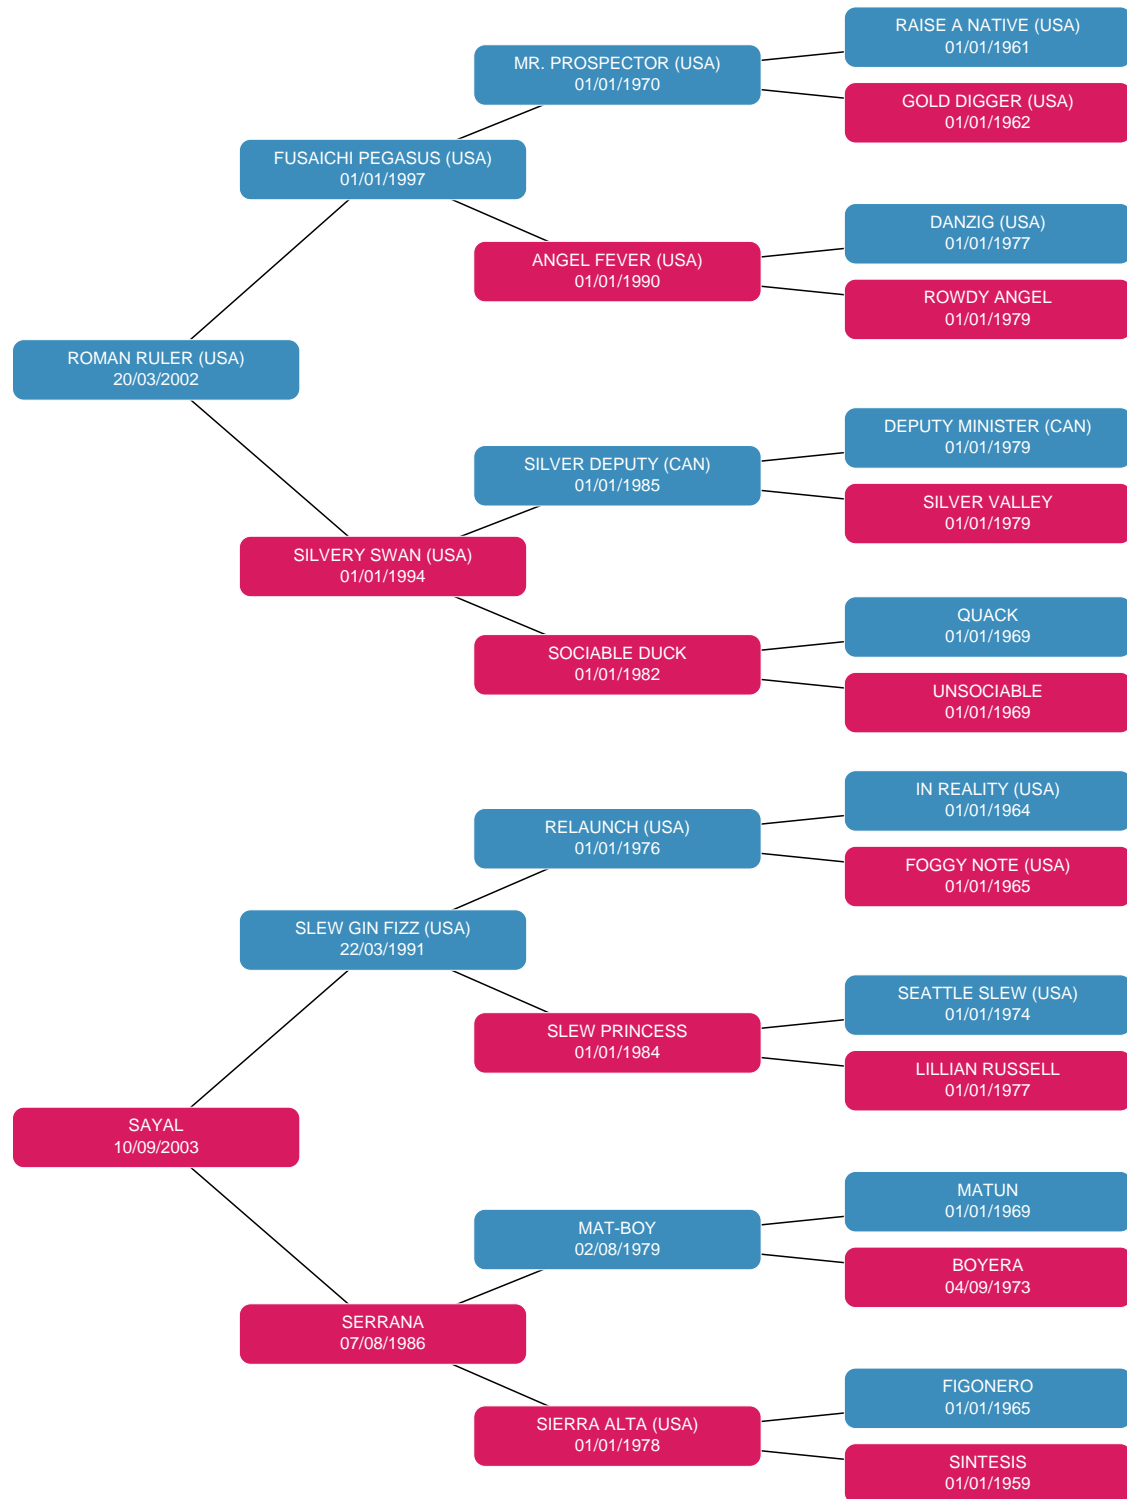 RAISE A NATIVE (USA)
01/01/1961
MR. PROSPECTOR (USA)
01/01/1970
GOLD DIGGER (USA)
01/01/1962
FUSAICHI PEGASUS (USA)
01/01/1997
DANZIG (USA)
01/01/1977
ANGEL FEVER (USA)
01/01/1990
ROWDY ANGEL
01/01/1979
ROMAN RULER (USA)
20/03/2002
DEPUTY MINISTER (CAN)
01/01/1979
SILVER DEPUTY (CAN)
01/01/1985
SILVER VALLEY
01/01/1979
SILVERY SWAN (USA)
01/01/1994
QUACK
01/01/1969
SOCIABLE DUCK
01/01/1982
UNSOCIABLE
01/01/1969
IN REALITY (USA)
01/01/1964
RELAUNCH (USA)
01/01/1976
FOGGY NOTE (USA)
01/01/1965
SLEW GIN FIZZ (USA)
22/03/1991
SEATTLE SLEW (USA)
01/01/1974
SLEW PRINCESS
01/01/1984
LILLIAN RUSSELL
01/01/1977
SAYAL
10/09/2003
MATUN
01/01/1969
MAT-BOY
02/08/1979
BOYERA
04/09/1973
SERRANA
07/08/1986
FIGONERO
01/01/1965
SIERRA ALTA (USA)
01/01/1978
SINTESIS
01/01/1959